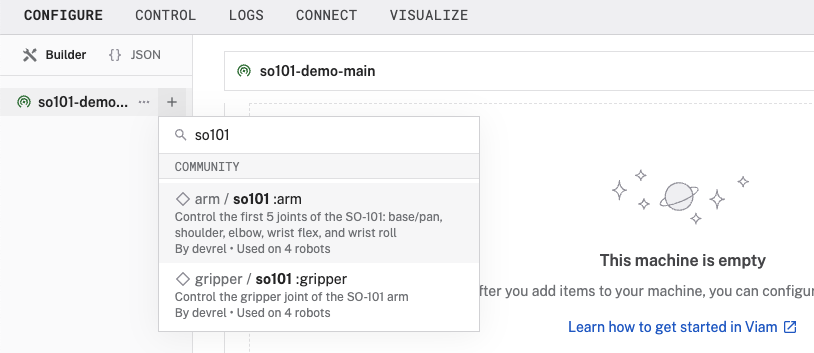 CONFIGURE CONTROL LOGS CONNECT VISUALIZE
Builder {} JSON
so101-demo... ... +
so101-demo-main
so101
COMMUNITY
arm / so101 :arm
Control the first 5 joints of the SO-101: base/pan,
shoulder, elbow, wrist flex, and wrist roll
By devrel • Used on 4 robots
gripper / so101 :gripper
Control the gripper joint of the SO-101 arm
By devrel • Used on 4 robots
This machine is empty
fter you add items to your machine, you can configur
Learn how to get started in Viam